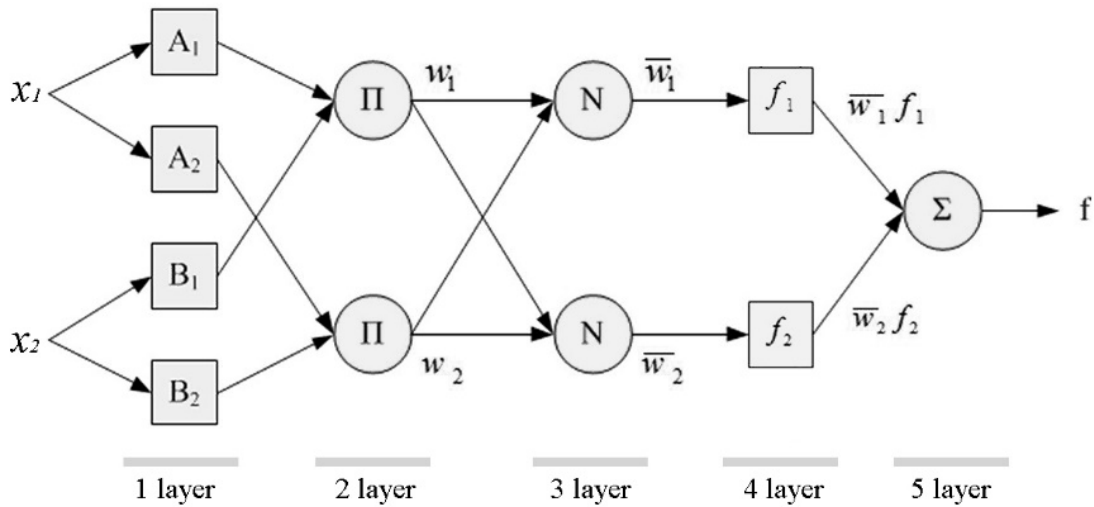 x₁
A₁
A₂
x₂
B₁
B₂
Π
w₁
Π
w₂
N
w̅₁
N
w̅₂
f₁
w̅₁ f₁
f₂
w̅₂ f₂
Σ
f
1 layer
2 layer
3 layer
4 layer
5 layer